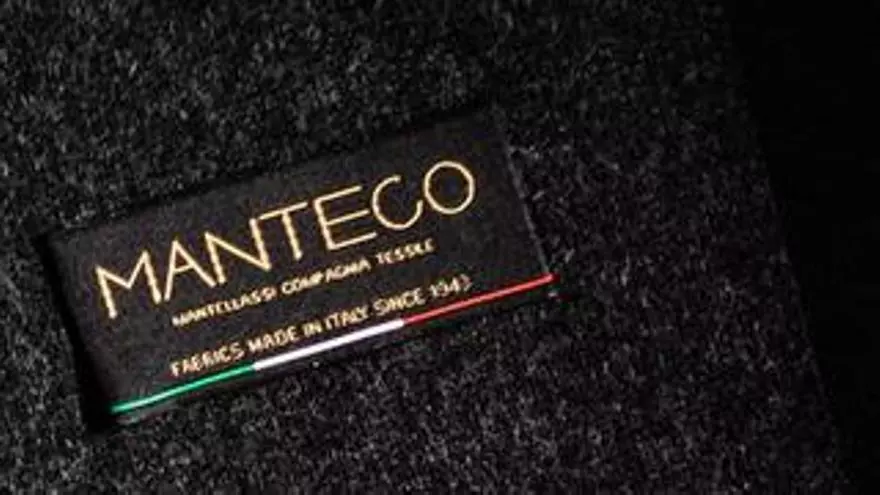 MANTECO
MANTELLASSI COMPAGNIA TESSILE
FABRICS MADE IN ITALY SINCE 1943